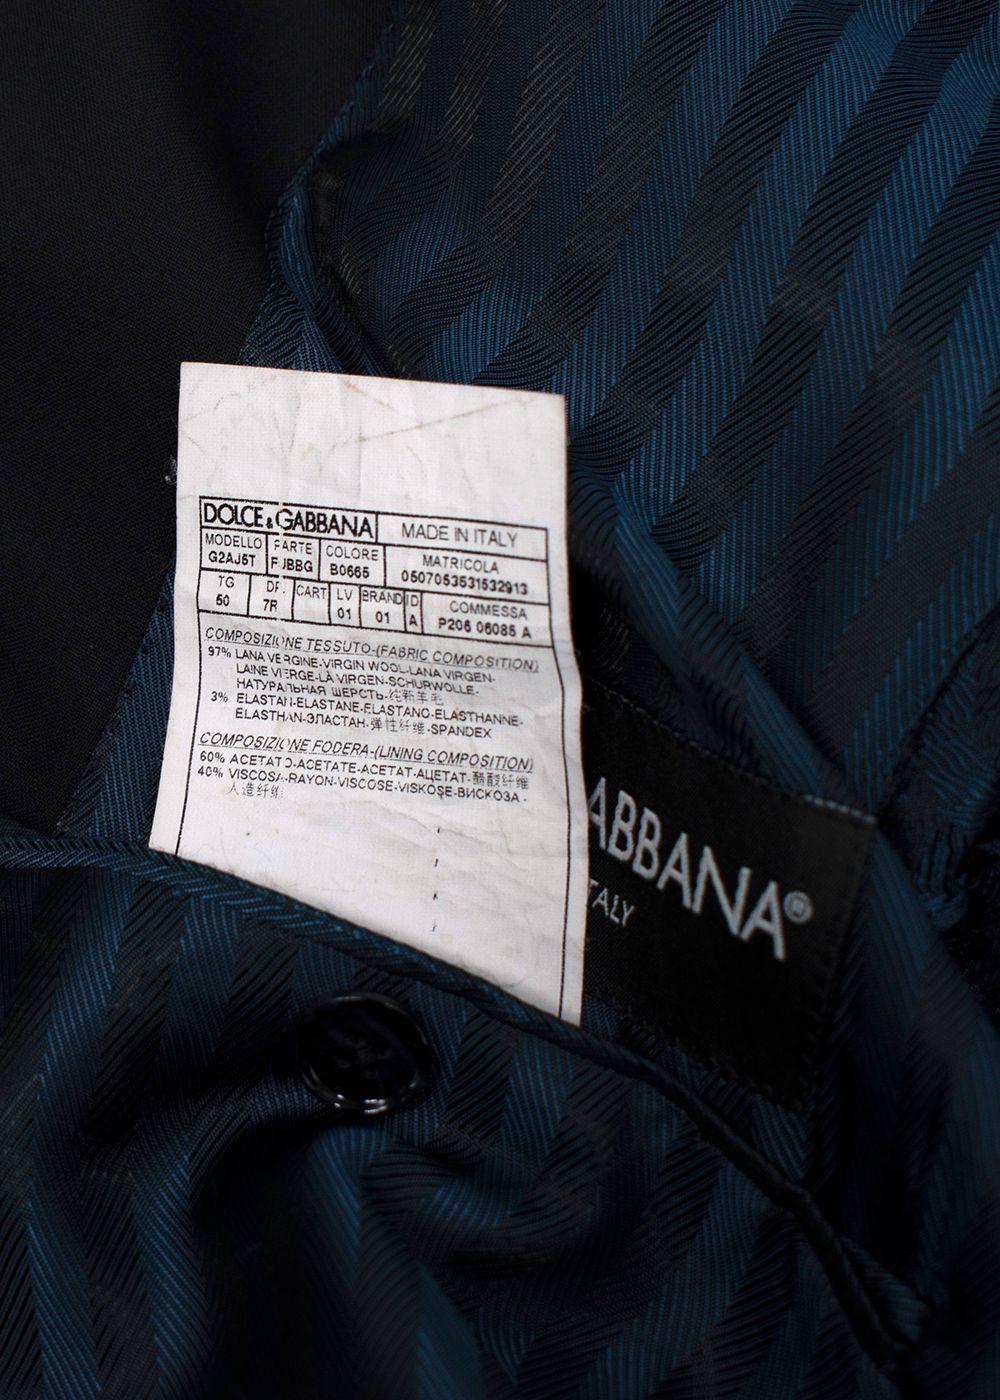 DOLCE & GABBANA MADE IN ITALY
MODELLO G2AJ5T COLORE B0665 MATRICOLA 0507053531532913
TG 50 7R CART LV 01 BRAND 01 ID A COMMESSA P206 06085 A
COMPOSIZIONE TESSUTO-(FABRIC COMPOSITION)
97% LANA VERGINE-VIRGIN WOOL-LANA VIRGEN-
LAINE VIERGE-LÀ VIRGEN-SCHURWOLLE-
НАТУРАЛЬНАЯ ШЕРСТЬ-纯新羊毛
3% ELASTAN-ELASTANE-ELASTANO-ELASTHANNE-
ELASTHAN-ЭЛАСТАН-弹性纤维-SPANDEX
COMPOSIZIONE FODERA-(LINING COMPOSITION)
60% ACETATO-ACETATE-ACETAT-АЦЕТАТ-醋酸纤维
40% VISCOSA-RAYON-VISCOSE-VISKOSE-ВИСКОЗА-
人造纤维
ABBANA®
TALY